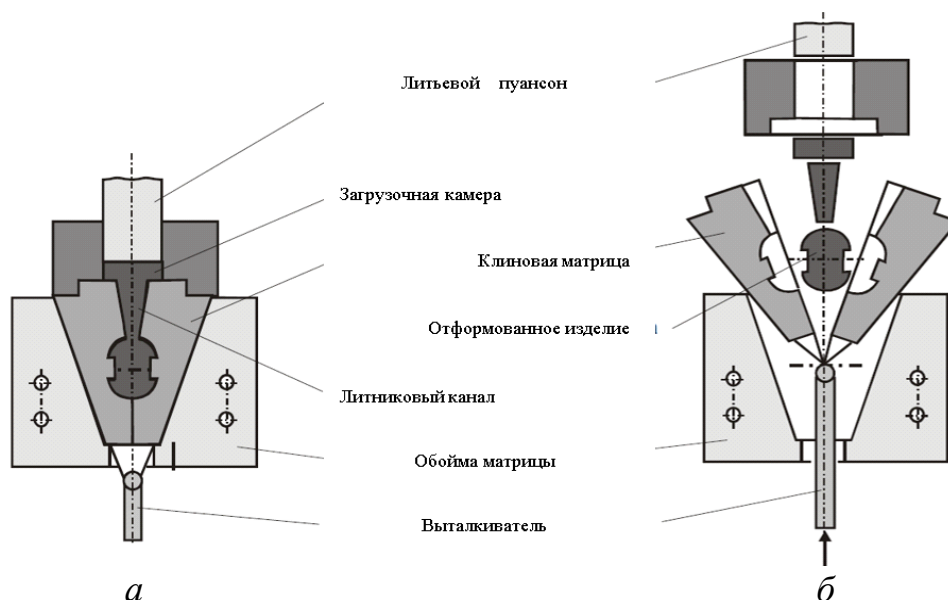 Литьевой пуансон
Загрузочная камера
Клиновая матрица
Отформованное изделие
Литниковый канал
Обойма матрицы
Выталкиватель
а б